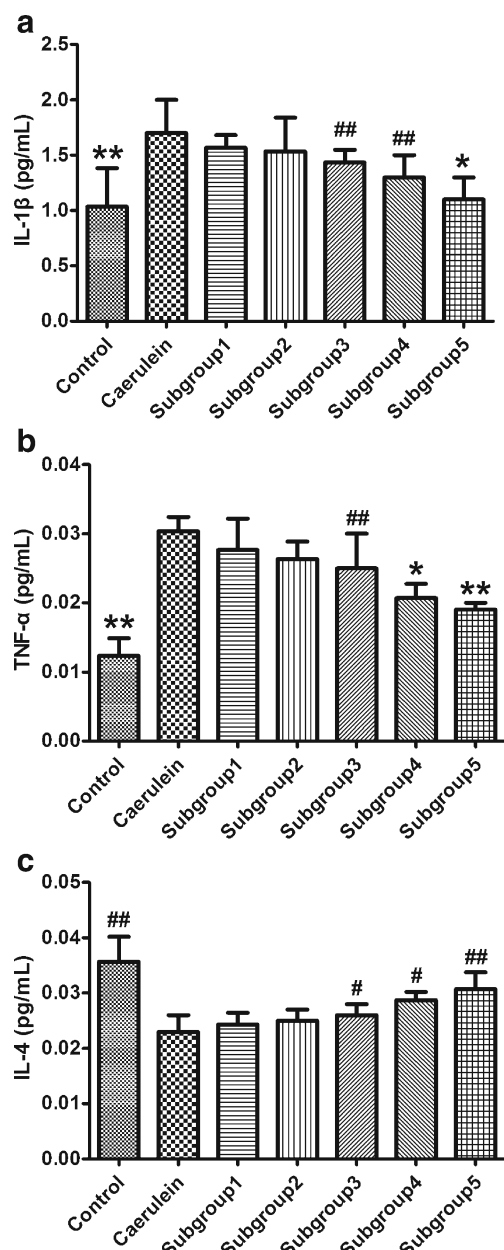 a
IL-1β (pg/mL)
2.5
2.0
1.5
1.0
0.5
0.0
**
##
##
*
Control
Caerulein
Subgroup1
Subgroup2
Subgroup3
Subgroup4
Subgroup5
b
TNF-α (pg/mL)
0.04
0.03
0.02
0.01
0.00
**
##
*
**
Control
Caerulein
Subgroup1
Subgroup2
Subgroup3
Subgroup4
Subgroup5
c
IL-4 (pg/mL)
0.05
0.04
0.03
0.02
0.01
0.00
##
#
#
##
Control
Caerulein
Subgroup1
Subgroup2
Subgroup3
Subgroup4
Subgroup5